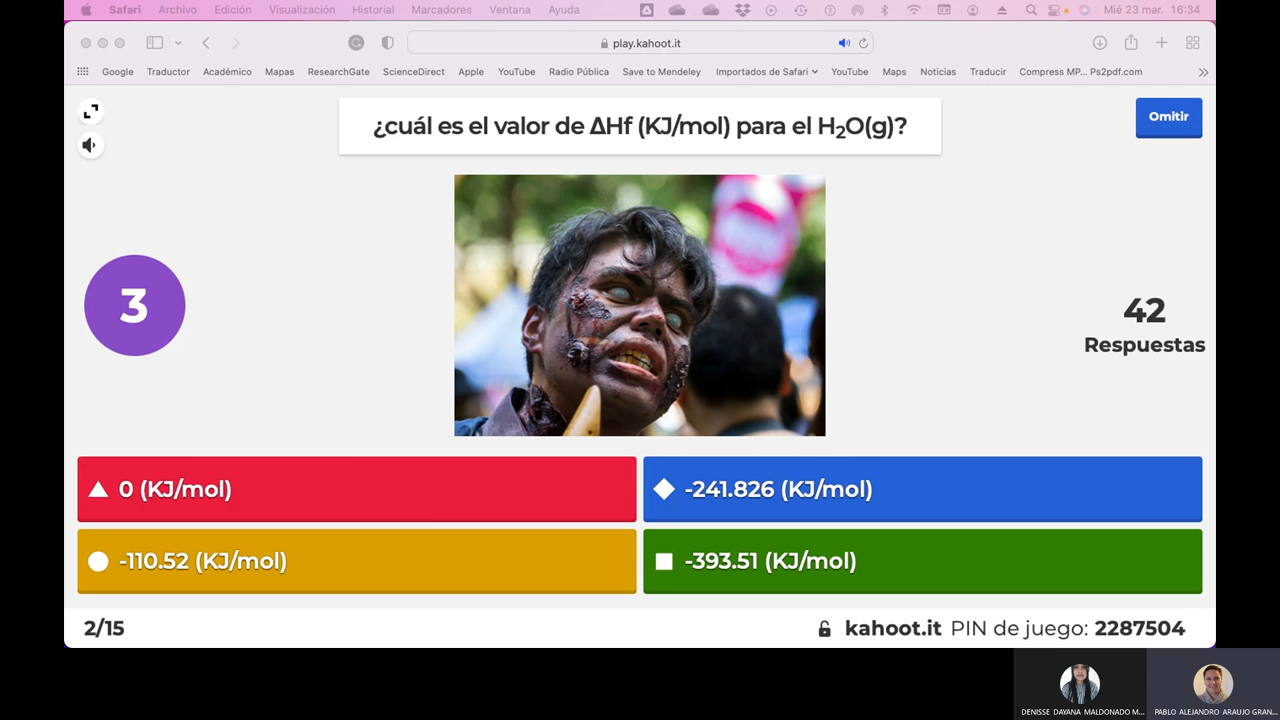 Safari Archivo Edición Visualización Historial Marcadores Ventana Ayuda Mié 23 mar. 16:34
play.kahoot.it
Google Traductor Académico Mapas ResearchGate ScienceDirect Apple YouTube Radio Pública Save to Mendeley Importados de Safari YouTube Maps Noticias Traducir Compress MP... Ps2pdf.com
¿cuál es el valor de ΔHf (KJ/mol) para el H₂O(g)?
Omitir
3
42
Respuestas
0 (KJ/mol)
-241.826 (KJ/mol)
-110.52 (KJ/mol)
-393.51 (KJ/mol)
2/15
kahoot.it PIN de juego: 2287504
DENISSE DAYANA MALDONADO M...
PABLO ALEJANDRO ARAUJO GRAN...